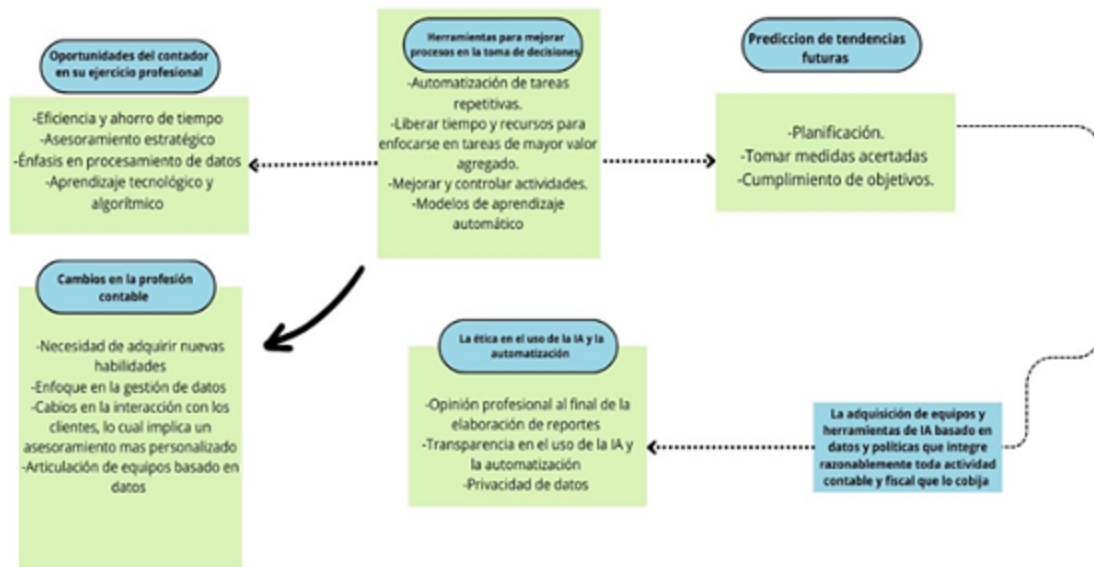 Oportunidades del contador
en su ejercicio profesional
-Eficiencia y ahorro de tiempo
-Asesoramiento estratégico
-Énfasis en procesamiento de datos
-Aprendizaje tecnológico y
algorítmico
Herramientas para mejorar
procesos en la toma de decisiones
-Automatización de tareas
repetitivas.
-Liberar tiempo y recursos para
enfocarse en tareas de mayor valor
agregado.
-Mejorar y controlar actividades.
-Modelos de aprendizaje
automático
Prediccion de tendencias
futuras
-Planificación.
-Tomar medidas acertadas
-Cumplimiento de objetivos.
Cambios en la profesión
contable
-Necesidad de adquirir nuevas
habilidades
-Enfoque en la gestión de datos
-Cabios en la interacción con los
clientes, lo cual implica un
asesoramiento mas personalizado
-Articulación de equipos basado en
datos
La ética en el uso de la IA y la
automatización
-Opinión profesional al final de la
elaboración de reportes
-Transparencia en el uso de la IA y
la automatización
-Privacidad de datos
La adquisición de equipos y
herramientas de IA basado en
datos y políticas que integre
razonablemente toda actividad
contable y fiscal que lo cobija